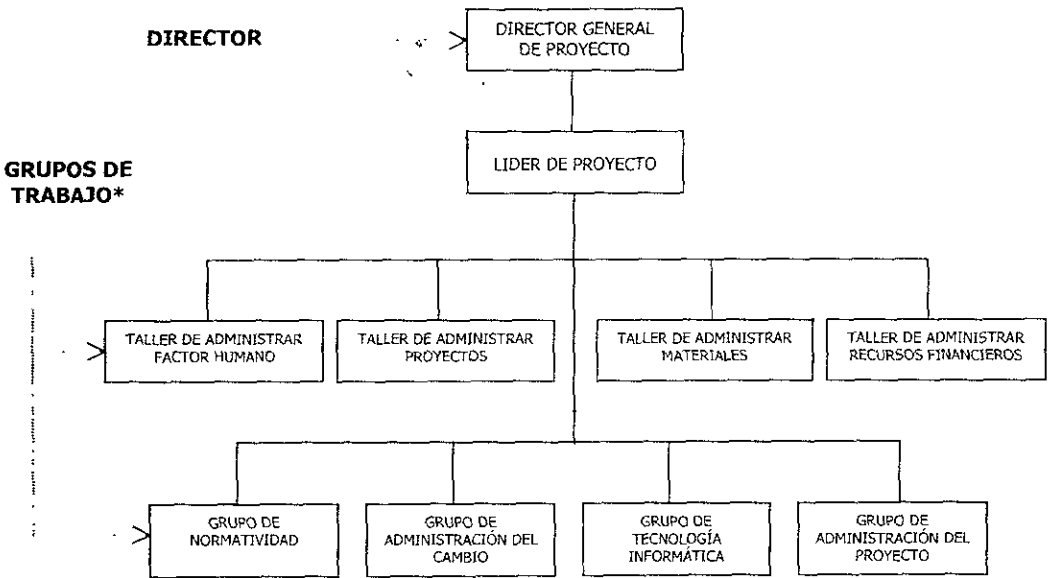 DIRECTOR
DIRECTOR GENERAL
DE PROYECTO
LIDER DE PROYECTO
GRUPOS DE
TRABAJO*
TALLER DE ADMINISTRAR
FACTOR HUMANO
TALLER DE ADMINISTRAR
PROYECTOS
TALLER DE ADMINISTRAR
MATERIALES
TALLER DE ADMINISTRAR
RECURSOS FINANCIEROS
GRUPO DE
NORMATIVIDAD
GRUPO DE
ADMINISTRACIÓN DEL
CAMBIO
GRUPO DE
TECNOLOGÍA
INFORMÁTICA
GRUPO DE
ADMINISTRACIÓN DEL
PROYECTO